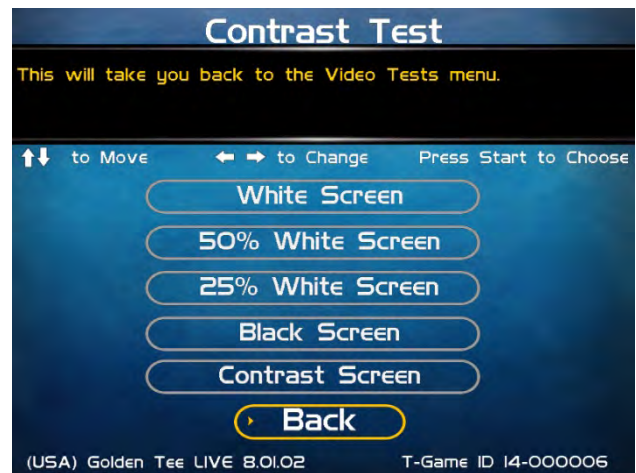 Contrast Test
This will take you back to the Video Tests menu.
to Move to Change Press Start to Choose
White Screen
50% White Screen
25% White Screen
Black Screen
Contrast Screen
Back
(USA) Golden Tee LIVE 8.01.02 T-Game ID 14-000006